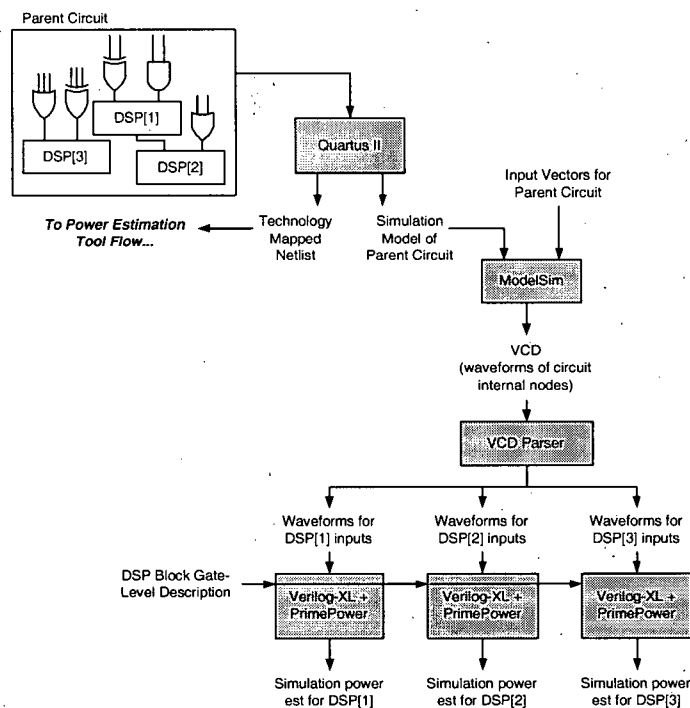 Parent Circuit
DSP[1]
DSP[3]
DSP[2]
Quartus II
Input Vectors for
Parent Circuit
To Power Estimation
Tool Flow...
Technology
Mapped
Netlist
Simulation
Model of
Parent Circuit
ModelSim
VCD
(waveforms of circuit
internal nodes)
VCD Parser
Waveforms for
DSP[1] inputs
Waveforms for
DSP[2] inputs
Waveforms for
DSP[3] inputs
DSP Block Gate-
Level Description
Verilog-XL +
PrimePower
Verilog-XL +
PrimePower
Verilog-XL +
PrimePower
Simulation power
est for DSP[1]
Simulation power
est for DSP[2]
Simulation power
est for DSP[3]